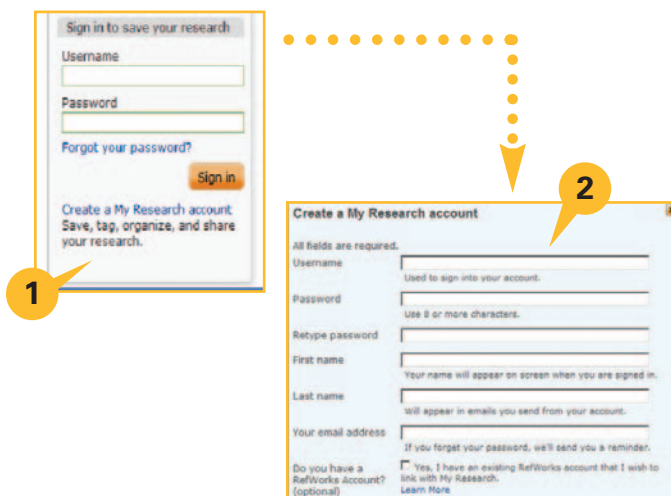 Sign in to save your research
Username
Password
Forgot your password?
Sign in
Create a My Research account
Save, tag, organize, and share
your research.
1
2
Create a My Research account
All fields are required.
Username
Used to sign into your account.
Password
Use 8 or more characters.
Retype password
First name
Your name will appear on screen when you are signed in.
Last name
Will appear in emails you send from your account.
Your email address
If you forget your password, we'll send you a reminder.
Do you have a
RefWorks Account?
(optional)
Yes, I have an existing RefWorks account that I wish to
link with My Research.
Learn More